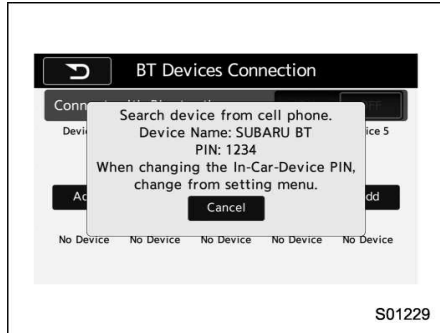 BT Devices Connection
Search device from cell phone.
Device Name: SUBARU BT
PIN: 1234
When changing the In-Car-Device PIN,
change from setting menu.
Cancel
No Device No Device No Device No Device No Device
S01229